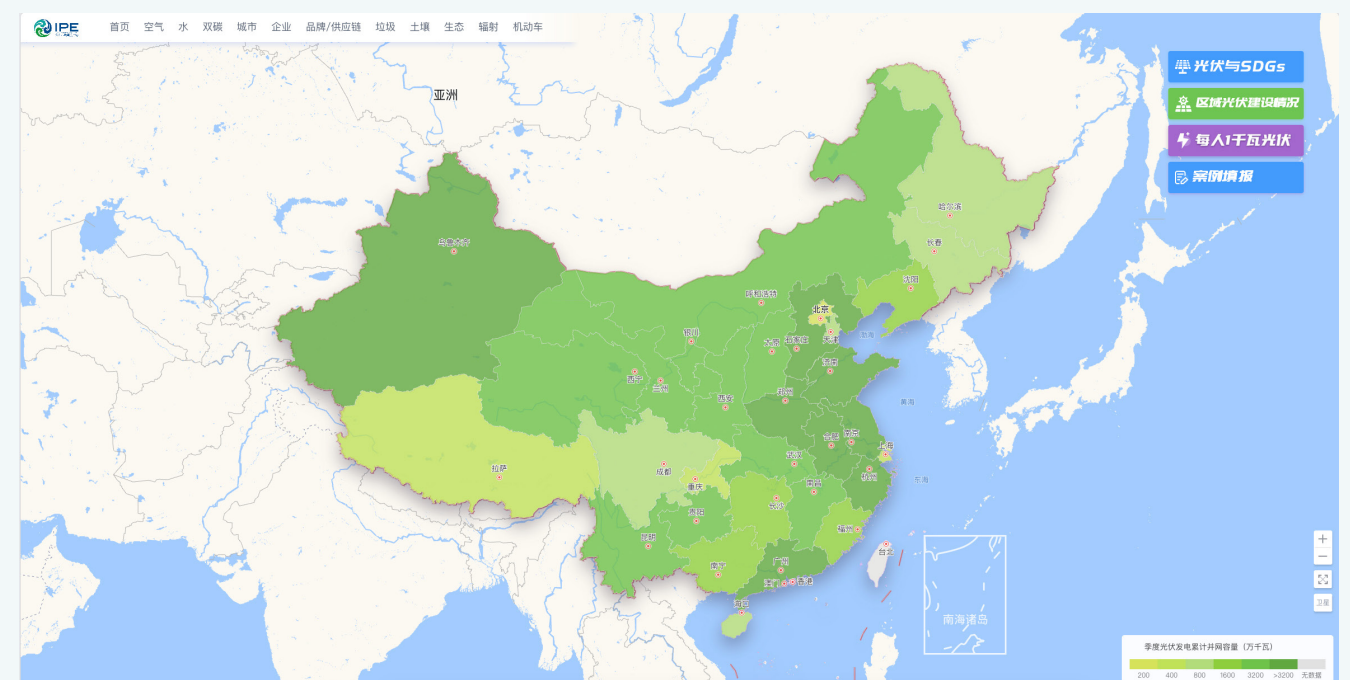 IPE
首页 空气 水 双碳 城市 企业 品牌/供应链 垃圾 土壤 生态 辐射 机动车
光伏与SDGs
区域光伏建设情况
每人1千瓦光伏
案例填报
亚洲
哈尔滨
乌鲁木齐
长春
沈阳
呼和浩特
北京
银川
太原
石家庄
天津
渤海
济南
西宁
兰州
西安
郑州
黄海
合肥
南京
上海
武汉
成都
拉萨
重庆
杭州
东海
南昌
长沙
贵阳
福州
昆明
台北
广州
南宁
澳门
香港
海口
南海诸岛
+
−
卫星
季度光伏发电累计并网容量（万千瓦）
200 400 800 1600 3200 >3200 无数据